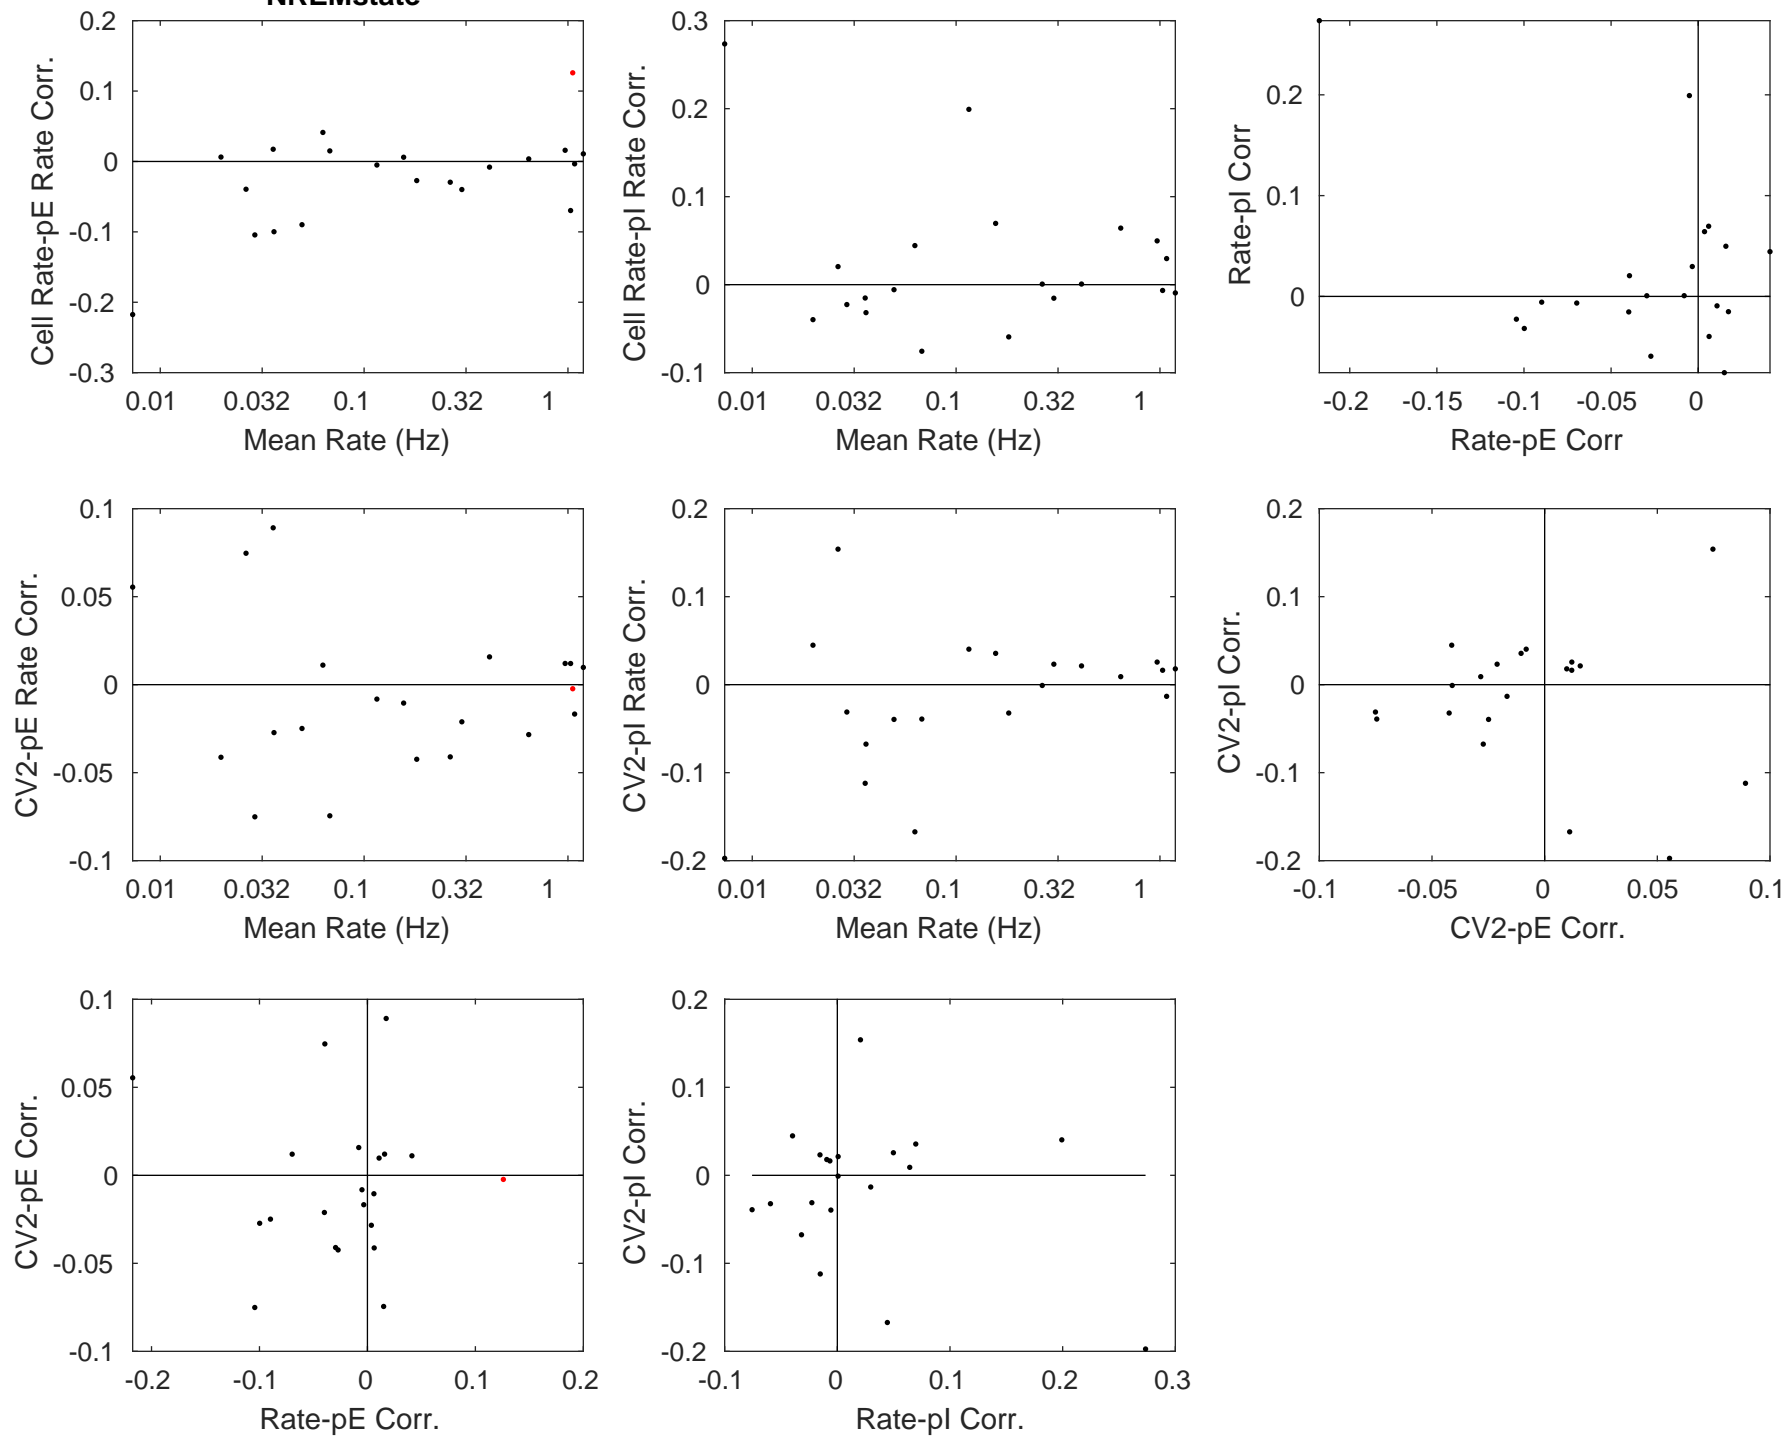 NREMstate
0.2
0.1
0
-0.1
-0.2
-0.3
Cell Rate-pE Rate Corr.
0.01 0.032 0.1 0.32 1
Mean Rate (Hz)
0.3
0.2
0.1
0
-0.1
Cell Rate-pI Rate Corr.
0.01 0.032 0.1 0.32 1
Mean Rate (Hz)
0.2
0.1
0
Rate-pI Corr
-0.2 -0.15 -0.1 -0.05 0
Rate-pE Corr
0.1
0.05
0
-0.05
-0.1
CV2-pE Rate Corr.
0.01 0.032 0.1 0.32 1
Mean Rate (Hz)
0.2
0.1
0
-0.1
-0.2
CV2-pI Rate Corr.
0.01 0.032 0.1 0.32 1
Mean Rate (Hz)
0.2
0.1
0
-0.1
-0.2
CV2-pI Corr.
-0.1 -0.05 0 0.05 0.1
CV2-pE Corr.
0.1
0.05
0
-0.05
-0.1
CV2-pE Corr.
-0.2 -0.1 0 0.1 0.2
Rate-pE Corr.
0.2
0.1
0
-0.1
-0.2
CV2-pI Corr.
-0.1 0 0.1 0.2 0.3
Rate-pI Corr.